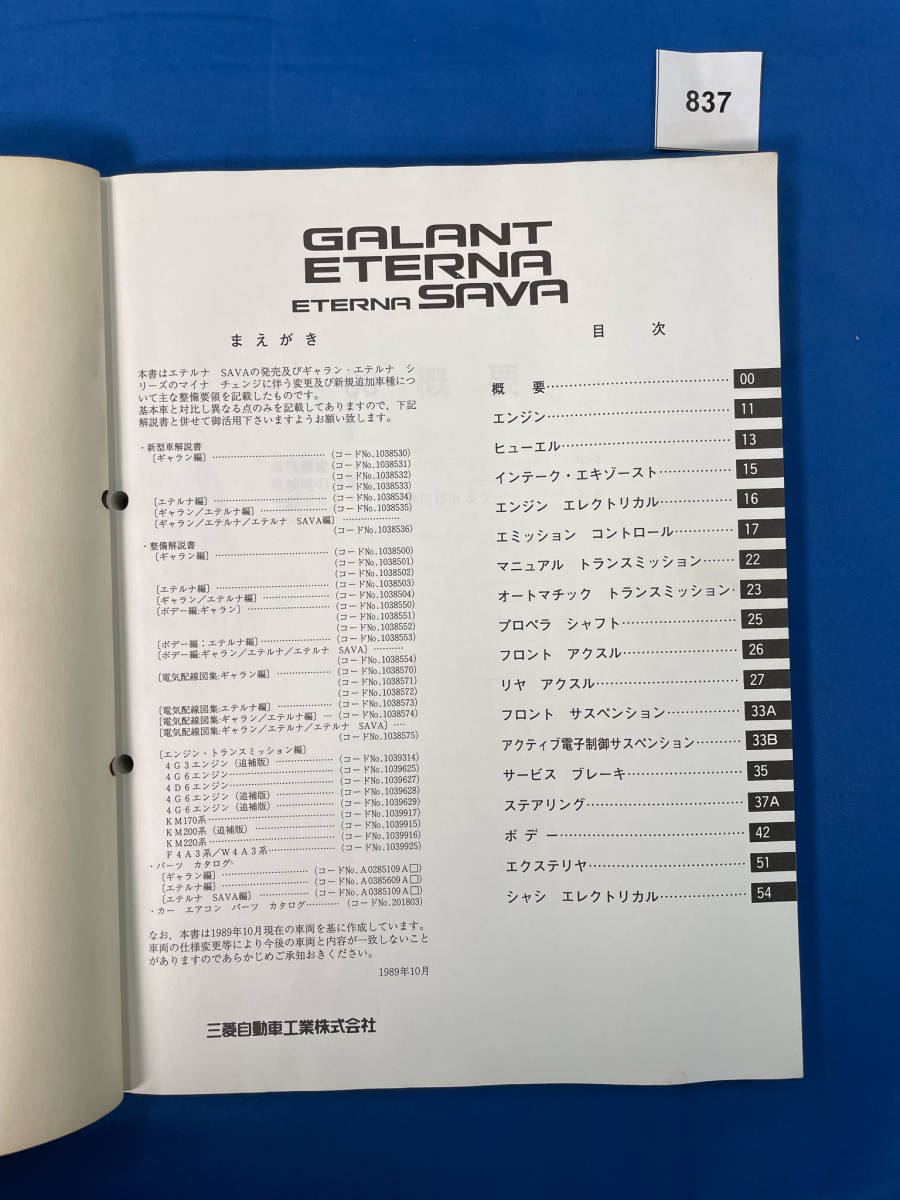 837
GALANT
ETERNA
ETERNA SAVA
まえがき
本書はエテルナ SAVAの発売及びギャラン・エテルナ シ
リーズのマイナ チェンジに伴う変更及び新規追加車種につ
いて主な整備要領を記載したものです。
基本車と対比し異なる点のみを記載してありますので，下記
解説書と併せて御活用下さいますようお願い致します。
・新型車解説書
〔ギャラン編〕……………………………(コードNo.1038530)
(コードNo.1038531)
(コードNo.1038532)
(コードNo.1038533)
〔エテルナ編〕……………………………(コードNo.1038534)
〔ギャラン／エテルナ編〕………………(コードNo.1038535)
〔ギャラン／エテルナ／エテルナ SAVA編〕………………
(コードNo.1038536)
・整備解説書
〔ギャラン編〕……………………………(コードNo.1038500)
(コードNo.1038501)
(コードNo.1038502)
〔エテルナ編〕……………………………(コードNo.1038503)
〔ギャラン／エテルナ編〕………………(コードNo.1038504)
〔ボデー編:ギャラン〕……………………(コードNo.1038550)
(コードNo.1038551)
(コードNo.1038552)
〔ボデー編：エテルナ編〕………………(コードNo.1038553)
〔ボデー編:ギャラン／エテルナ／エテルナ SAVA〕………
(コードNo.1038554)
〔電気配線図集:ギャラン編〕……………(コードNo.1038570)
(コードNo.1038571)
(コードNo.1038572)
〔電気配線図集:エテルナ編〕……………(コードNo.1038573)
〔電気配線図集:ギャラン／エテルナ編〕…(コードNo.1038574)
〔電気配線図集:ギャラン／エテルナ／エテルナ SAVA〕…
(コードNo.1038575)
〔エンジン・トランスミッション編〕
4G3エンジン（追補版）………………(コードNo.1039314)
4G6エンジン……………………………(コードNo.1039625)
4D6エンジン……………………………(コードNo.1039627)
4G6エンジン（追補版）………………(コードNo.1039628)
4G6エンジン（追補版）………………(コードNo.1039629)
KM170系…………………………………(コードNo.1039917)
KM200系（追補版）……………………(コードNo.1039915)
KM220系…………………………………(コードNo.1039916)
F4A3系／W4A3系………………………(コードNo.1039925)
・パーツ カタログ
〔ギャラン編〕……………………(コードNo.A0285109A□)
〔エテルナ編〕……………………(コードNo.A0385609A□)
〔エテルナ SAVA編〕……………(コードNo.A0385109A□)
・カー エアコン パーツ カタログ………(コードNo.201803)
なお，本書は1989年10月現在の車両を基に作成しています。
車両の仕様変更等により今後の車両と内容が一致しないこと
がありますのであらかじめご承知おきください。
1989年10月
三菱自動車工業株式会社
目 次
概 要……………………………… 00
エンジン…………………………… 11
ヒューエル………………………… 13
インテーク・エキゾースト……… 15
エンジン エレクトリカル………… 16
エミッション コントロール……… 17
マニュアル トランスミッション… 22
オートマチック トランスミッション… 23
プロペラ シャフト………………… 25
フロント アクスル………………… 26
リヤ アクスル……………………… 27
フロント サスペンション………… 33A
アクティブ電子制御サスペンション……… 33B
サービス ブレーキ………………… 35
ステアリング……………………… 37A
ボデー……………………………… 42
エクステリヤ……………………… 51
シャシ エレクトリカル…………… 54